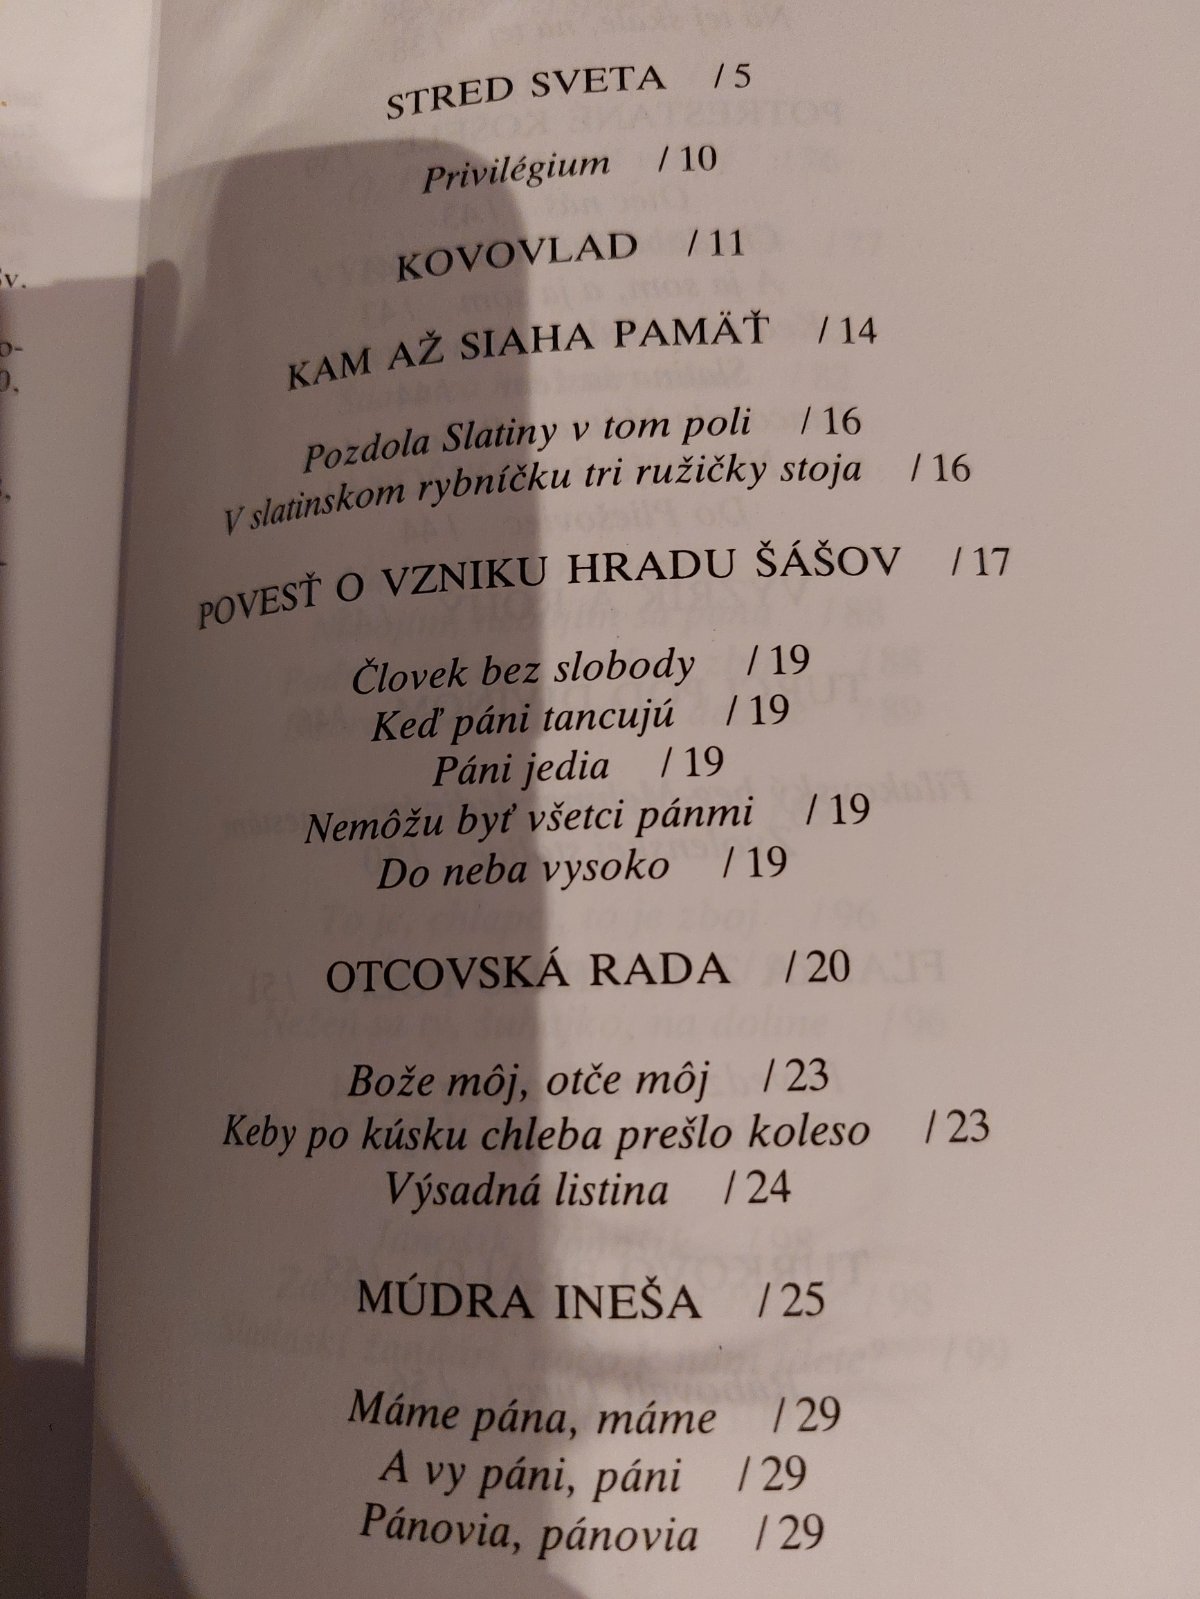 STRED SVETA / 5
Privilégium / 10
KOVOVLAD / 11
KAM AŽ SIAHA PAMÄŤ / 14
Pozdola Slatiny v tom poli / 16
V slatinskom rybníčku tri ružičky stoja / 16
POVESŤ O VZNIKU HRADU ŠÁŠOV / 17
Človek bez slobody / 19
Keď páni tancujú / 19
Páni jedia / 19
Nemôžu byť všetci pánmi / 19
Do neba vysoko / 19
OTCOVSKÁ RADA / 20
Bože môj, otče môj / 23
Keby po kúsku chleba prešlo koleso / 23
Výsadná listina / 24
MÚDRA INEŠA / 25
Máme pána, máme / 29
A vy páni, páni / 29
Pánovia, pánovia / 29